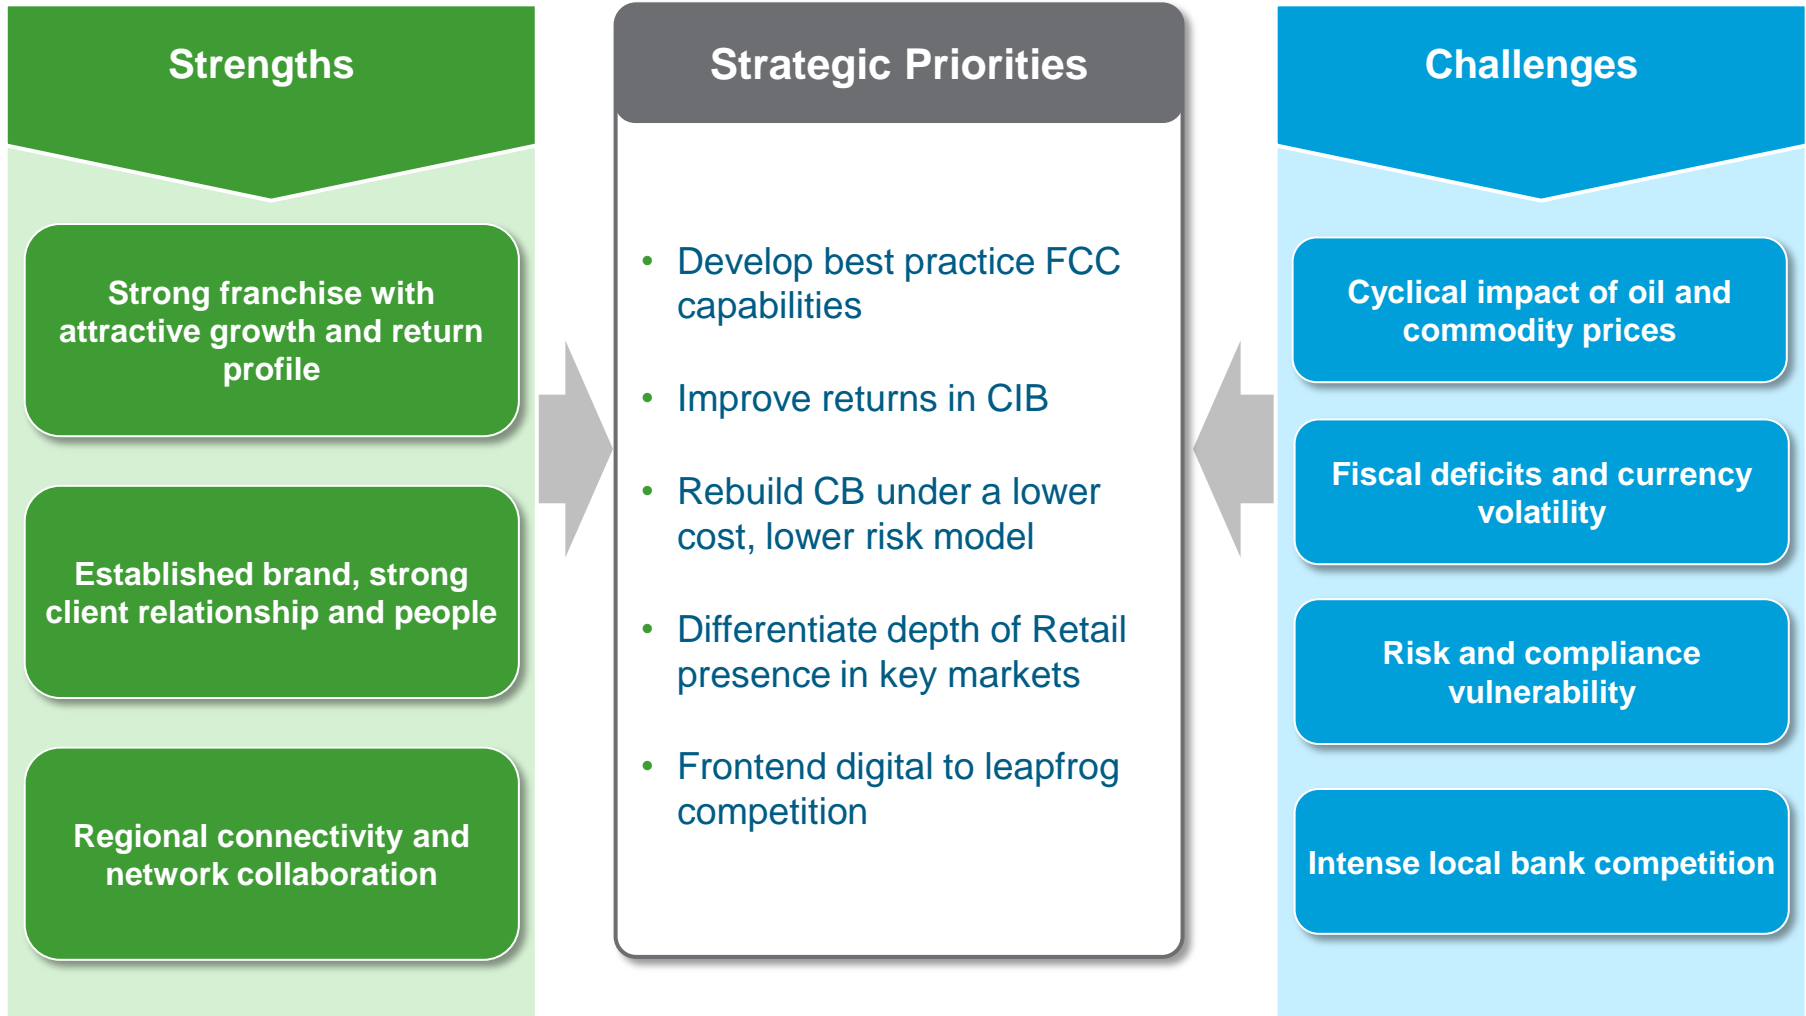 Strengths
Strong franchise with
attractive growth and return
profile
Established brand, strong
client relationship and people
Regional connectivity and
network collaboration
Strategic Priorities
• Develop best practice FCC
capabilities
• Improve returns in CIB
• Rebuild CB under a lower
cost, lower risk model
• Differentiate depth of Retail
presence in key markets
• Frontend digital to leapfrog
competition
Challenges
Cyclical impact of oil and
commodity prices
Fiscal deficits and currency
volatility
Risk and compliance
vulnerability
Intense local bank competition